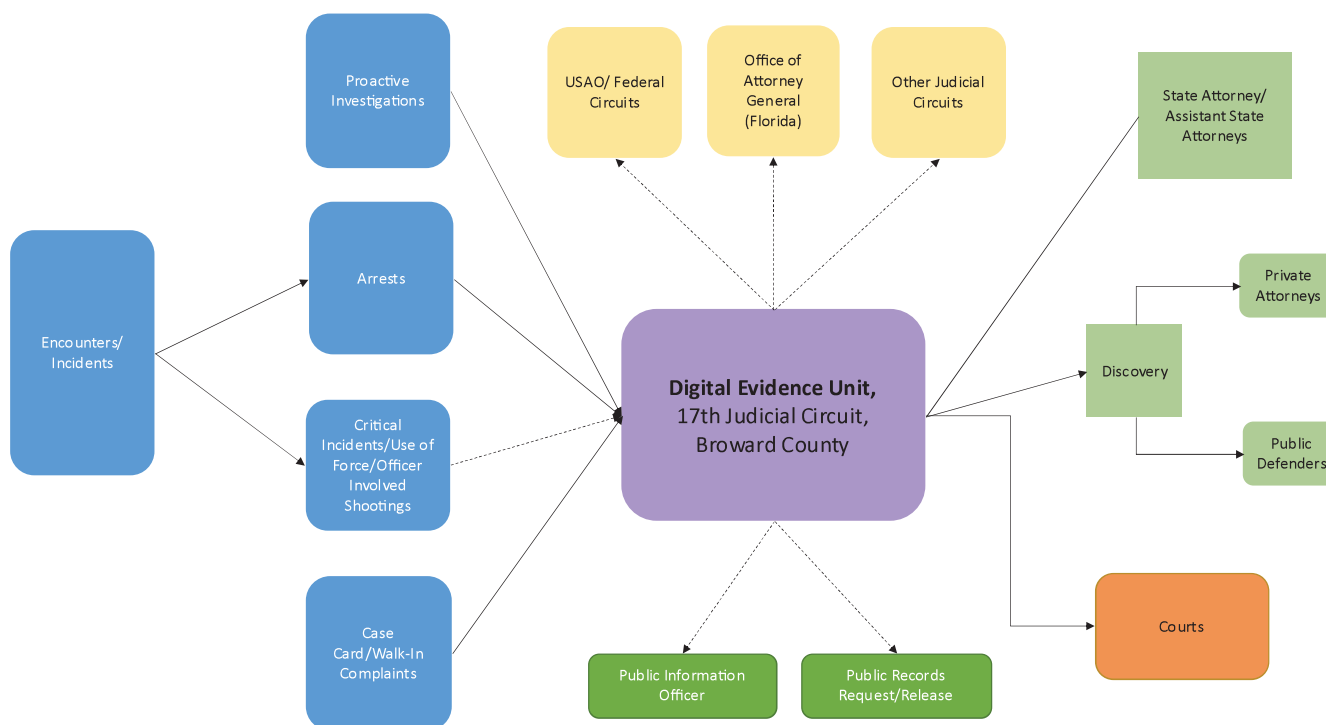 Proactive
Investigations
USAO/ Federal
Circuits
Office of
Attorney
General
(Florida)
Other Judicial
Circuits
State Attorney/
Assistant State
Attorneys
Encounters/
Incidents
Arrests
Critical
Incidents/Use of
Force/Officer
Involved
Shootings
Case
Card/Walk-In
Complaints
Digital Evidence Unit,
17th Judicial Circuit,
Broward County
Discovery
Private
Attorneys
Public
Defenders
Courts
Public Information
Officer
Public Records
Request/Release